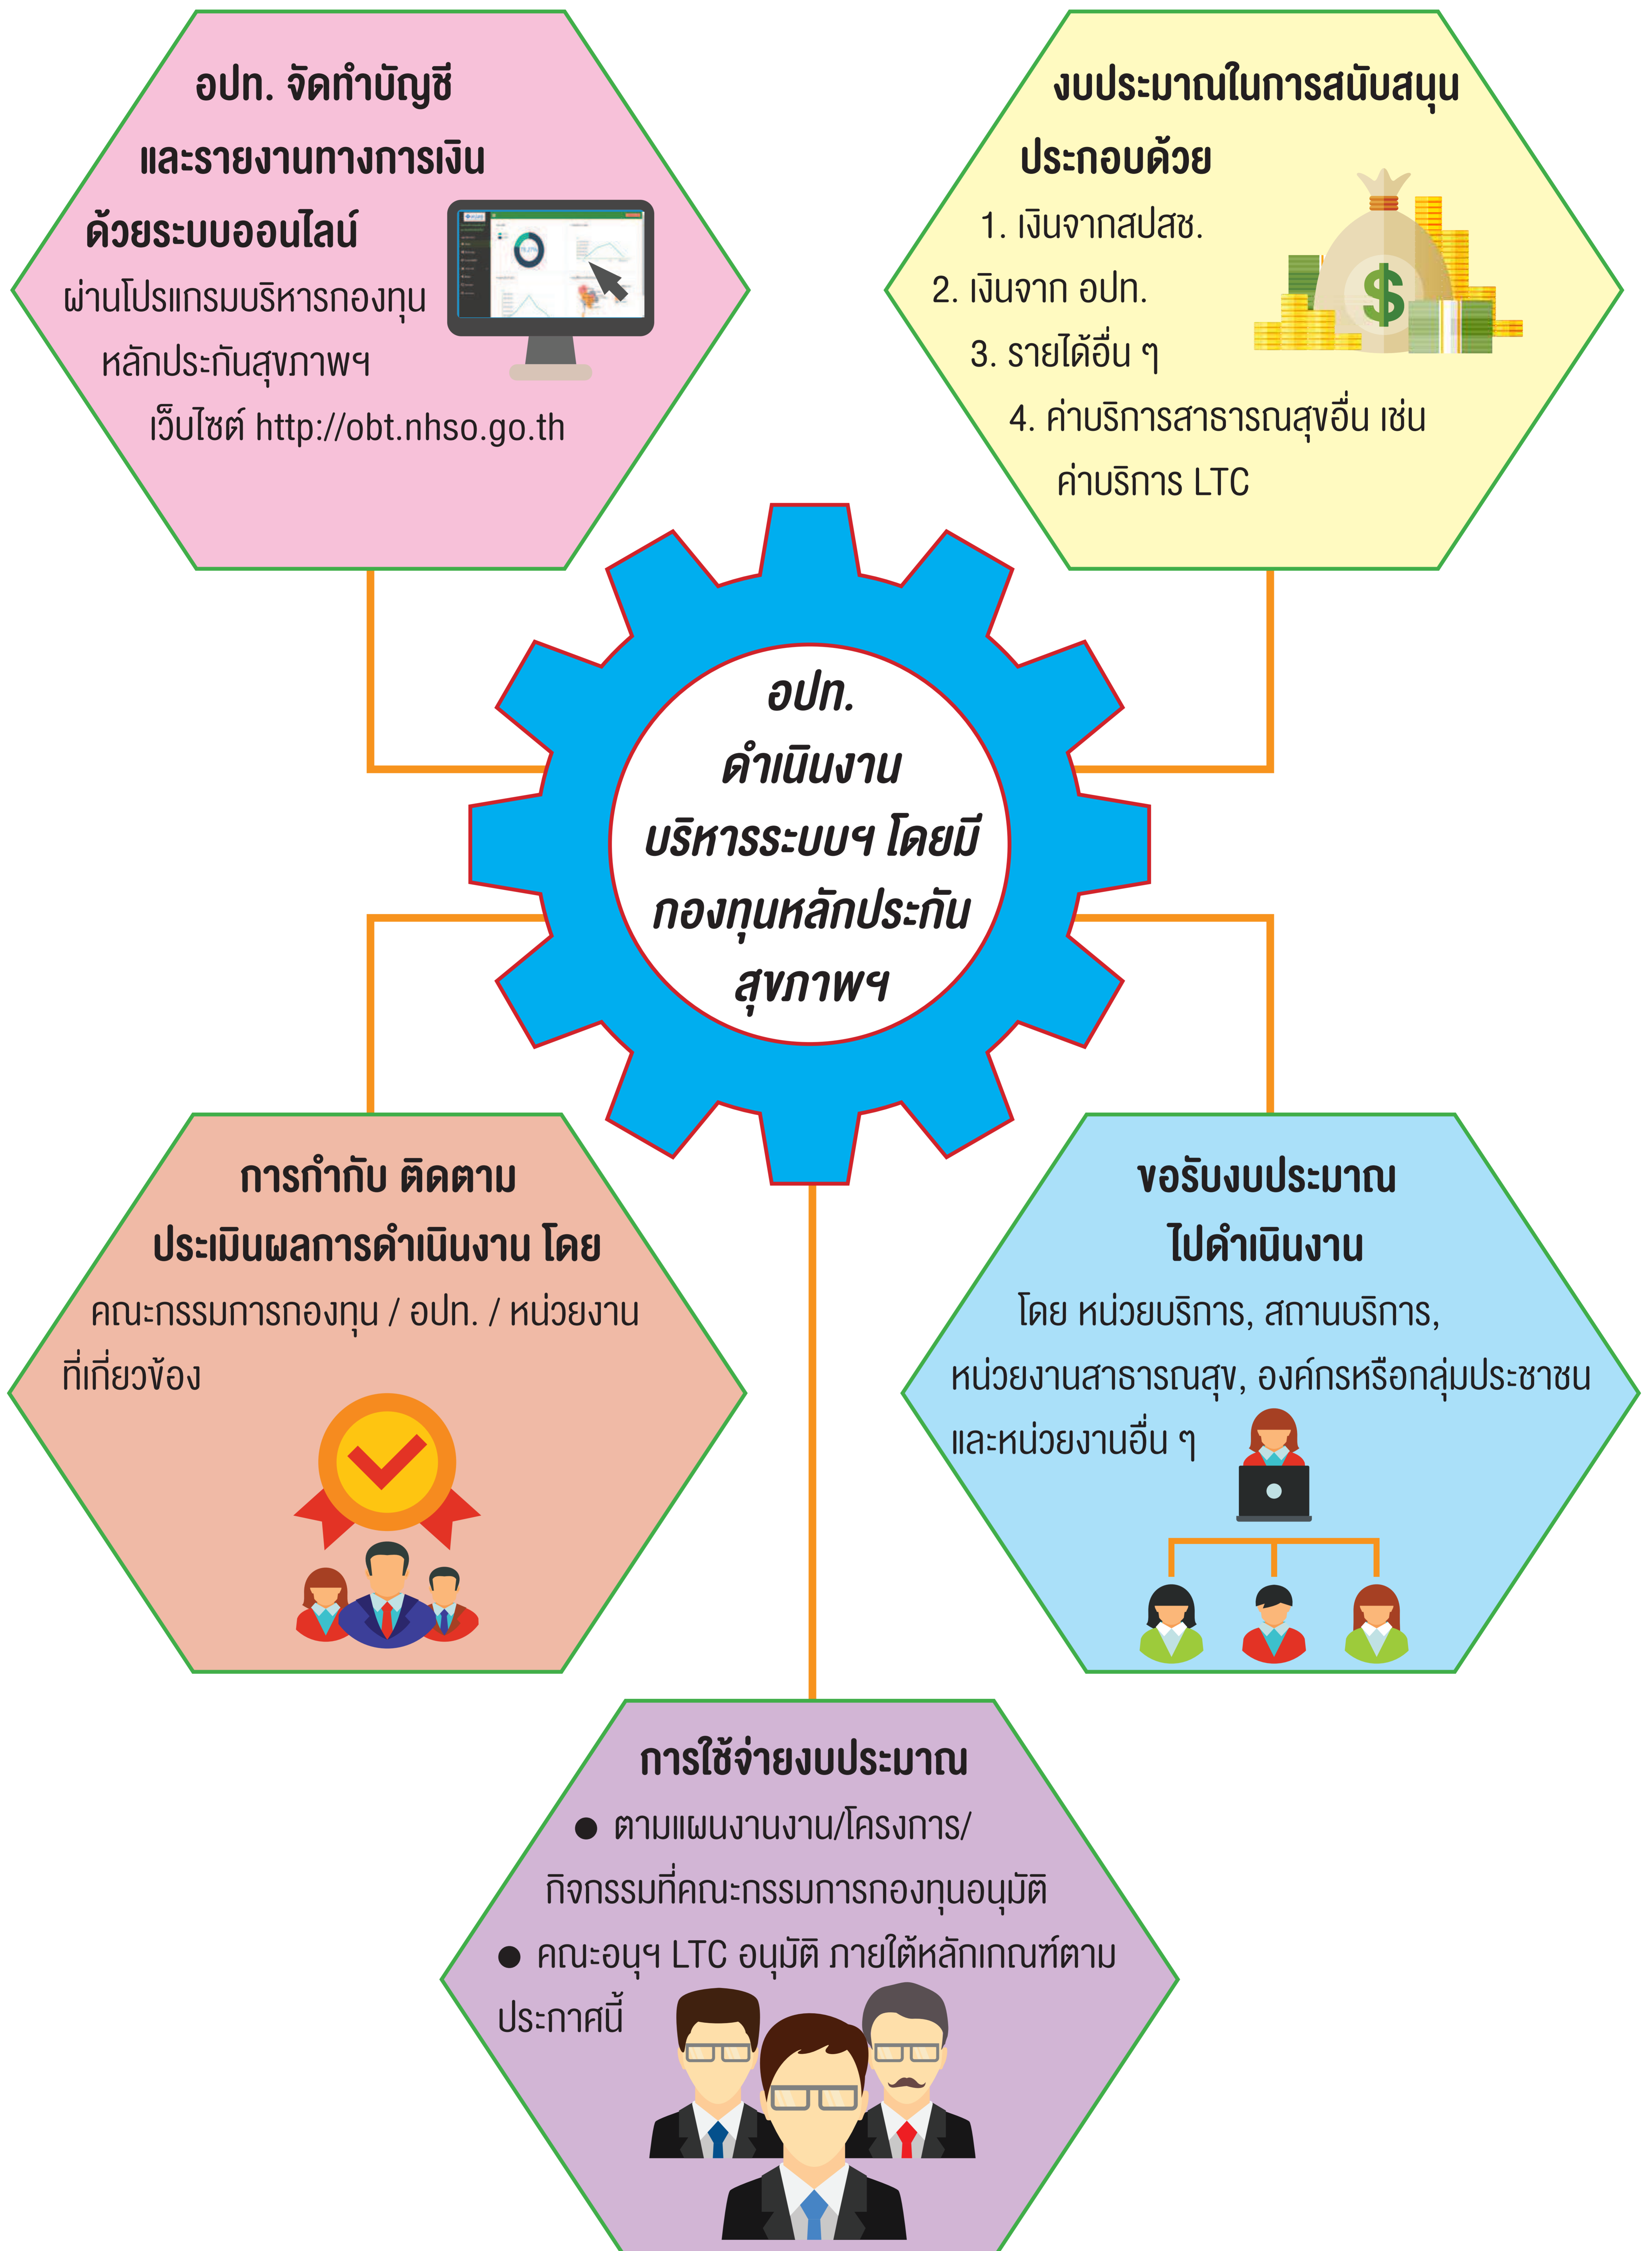 อปท. จัดทำบัญชี
และรายงานทางการเงิน
ด้วยระบบออนไลน์
ผ่านโปรแกรมบริหารกองทุน
หลักประกันสุขภาพฯ
เว็บไซต์ http://obt.nhso.go.th
งบประมาณในการสนับสนุน
ประกอบด้วย
1. เงินจากสปสช.
2. เงินจาก อปท.
3. รายได้อื่น ๆ
4. ค่าบริการสาธารณสุขอื่น เช่น
ค่าบริการ LTC
อปท.
ดำเนินงาน
บริหารระบบฯ โดยมี
กองทุนหลักประกัน
สุขภาพฯ
การกำกับ ติดตาม
ประเมินผลการดำเนินงาน โดย
คณะกรรมการกองทุน / อปท. / หน่วยงาน
ที่เกี่ยวข้อง
ขอรับงบประมาณ
ไปดำเนินงาน
โดย หน่วยบริการ, สถานบริการ,
หน่วยงานสาธารณสุข, องค์กรหรือกลุ่มประชาชน
และหน่วยงานอื่น ๆ
การใช้จ่ายงบประมาณ
● ตามแผนงานงาน/โครงการ/
กิจกรรมที่คณะกรรมการกองทุนอนุมัติ
● คณะอนุฯ LTC อนุมัติ ภายใต้หลักเกณฑ์ตาม
ประกาศนี้